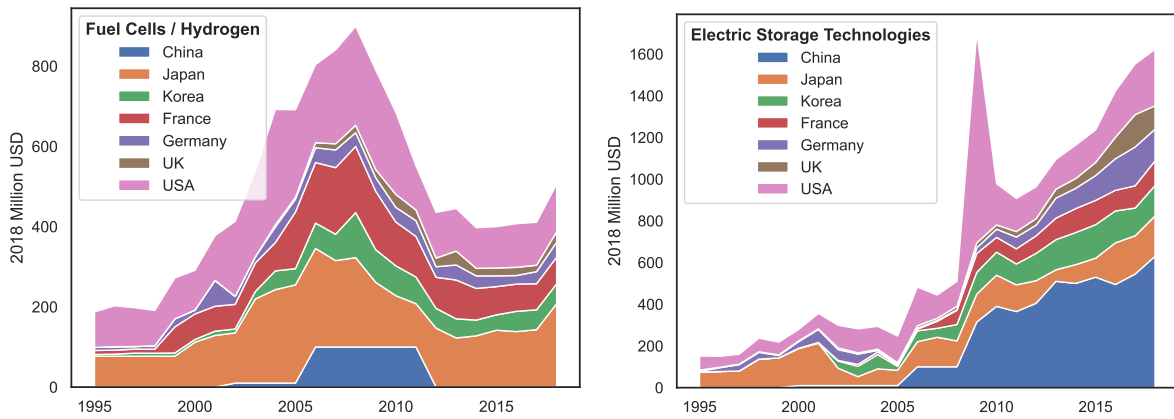 Fuel Cells / Hydrogen
China
Japan
Korea
France
Germany
UK
USA
2018 Million USD
800
600
400
200
0
1995
2000
2005
2010
2015
Electric Storage Technologies
China
Japan
Korea
France
Germany
UK
USA
2018 Million USD
1600
1400
1200
1000
800
600
400
200
0
1995
2000
2005
2010
2015